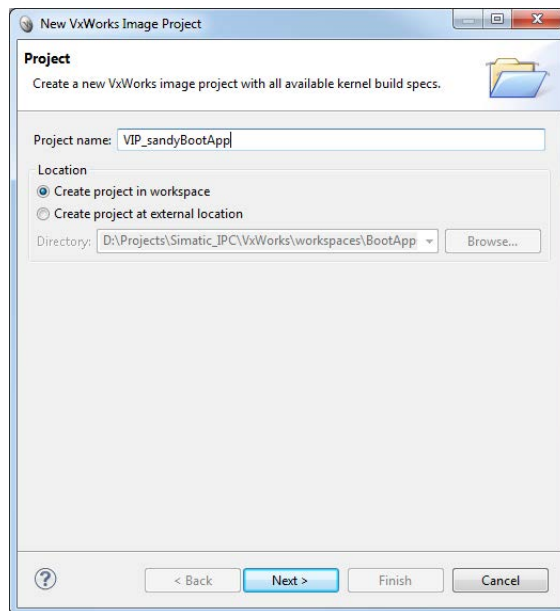 New VxWorks Image Project
Project
Create a new VxWorks image project with all available kernel build specs.
Project name: VIP_sandyBootApp
Location
Create project in workspace
Create project at external location
Directory: D:\Projects\Simatic_IPC\VxWorks\workspaces\BootApp Browse...
? < Back Next > Finish Cancel